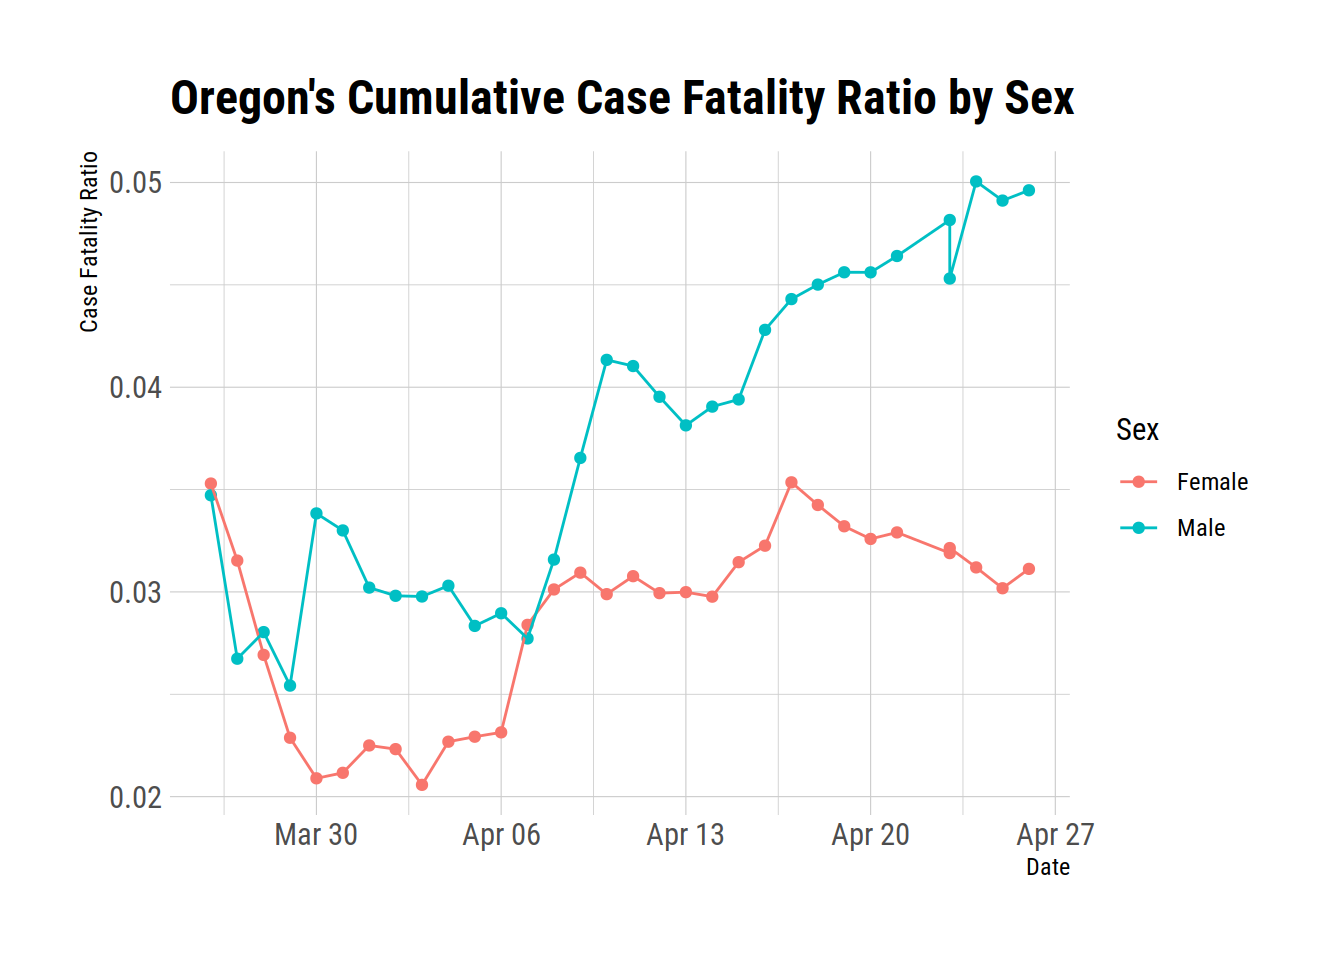 Oregon's Cumulative Case Fatality Ratio by Sex
Case Fatality Ratio
0.05
0.04
0.03
0.02
Mar 30
Apr 06
Apr 13
Apr 20
Apr 27
Date
Sex
Female
Male